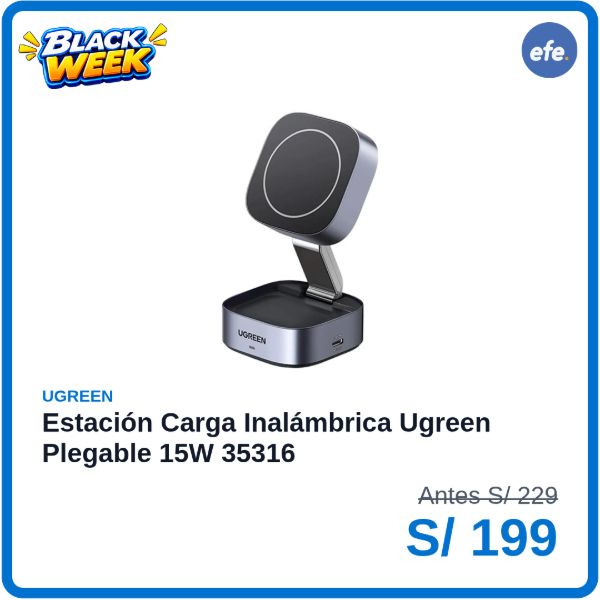 BLACK
WEEK
efe.
UGREEN
UGREEN
Estación Carga Inalámbrica Ugreen
Plegable 15W 35316
Antes S/ 229
S/ 199